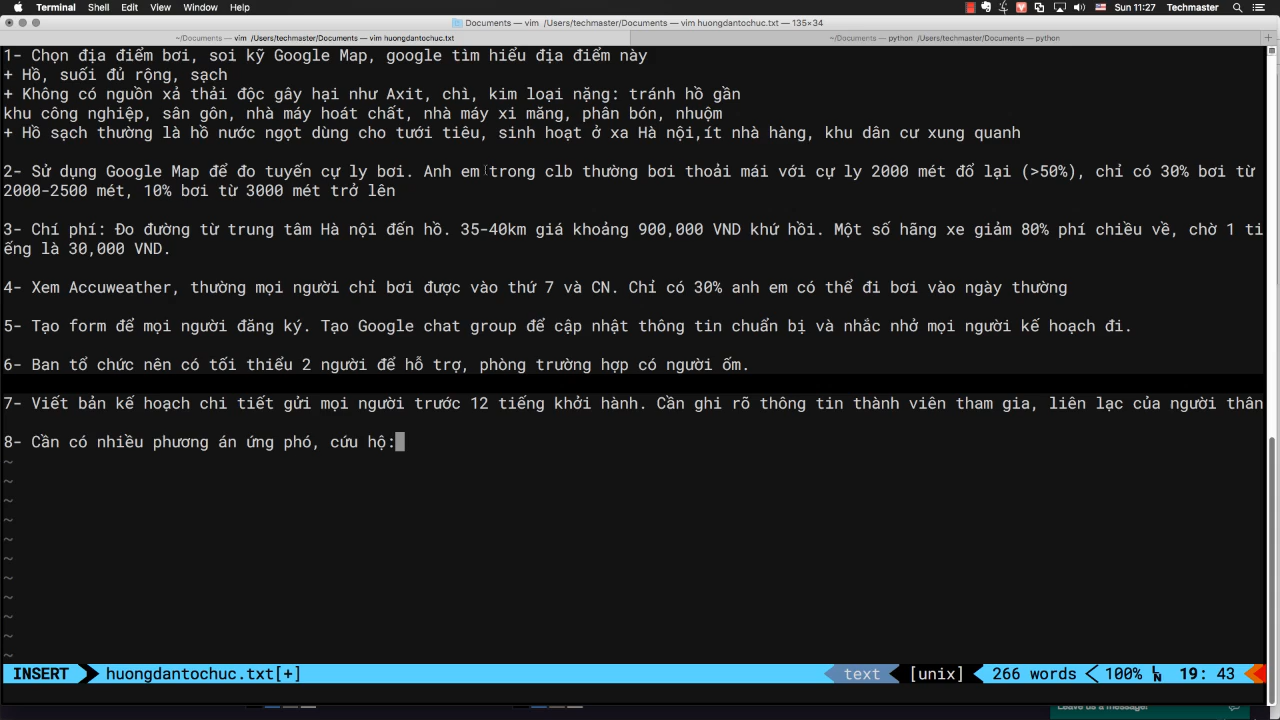 Terminal Shell Edit View Window Help
Sun 11:27 Techmaster
Documents — vim /Users/techmaster/Documents — vim huongdantochuc.txt — 135×34
~/Documents — vim /Users/techmaster/Documents — vim huongdantochuc.txt
~/Documents — python /Users/techmaster/Documents — python
1- Chọn địa điểm bơi, soi kỹ Google Map, google tìm hiểu địa điểm này
+ Hồ, suối đủ rộng, sạch
+ Không có nguồn xả thải độc gây hại như Axit, chì, kim loại nặng: tránh hồ gần
khu công nghiệp, sân gôn, nhà máy hoát chất, nhà máy xi măng, phân bón, nhuộm
+ Hồ sạch thường là hồ nước ngọt dùng cho tưới tiêu, sinh hoạt ở xa Hà nội,ít nhà hàng, khu dân cư xung quanh
2- Sử dụng Google Map để đo tuyến cự ly bơi. Anh em trong clb thường bơi thoải mái với cự ly 2000 mét đổ lại (>50%), chỉ có 30% bơi từ
2000-2500 mét, 10% bơi từ 3000 mét trở lên
3- Chí phí: Đo đường từ trung tâm Hà nội đến hồ. 35-40km giá khoảng 900,000 VND khứ hồi. Một số hãng xe giảm 80% phí chiều về, chờ 1 ti
ếng là 30,000 VND.
4- Xem Accuweather, thường mọi người chỉ bơi được vào thứ 7 và CN. Chỉ có 30% anh em có thể đi bơi vào ngày thường
5- Tạo form để mọi người đăng ký. Tạo Google chat group để cập nhật thông tin chuẩn bị và nhắc nhở mọi người kế hoạch đi.
6- Ban tổ chức nên có tối thiểu 2 người để hỗ trợ, phòng trường hợp có người ốm.
7- Viết bản kế hoạch chi tiết gửi mọi người trước 12 tiếng khởi hành. Cần ghi rõ thông tin thành viên tham gia, liên lạc của người thân
8- Cần có nhiều phương án ứng phó, cứu hộ:
~
~
~
~
~
~
~
~
~
~
~
INSERT huongdantochuc.txt[+] text [unix] 266 words 100% LN 19: 43
Leave us a message!